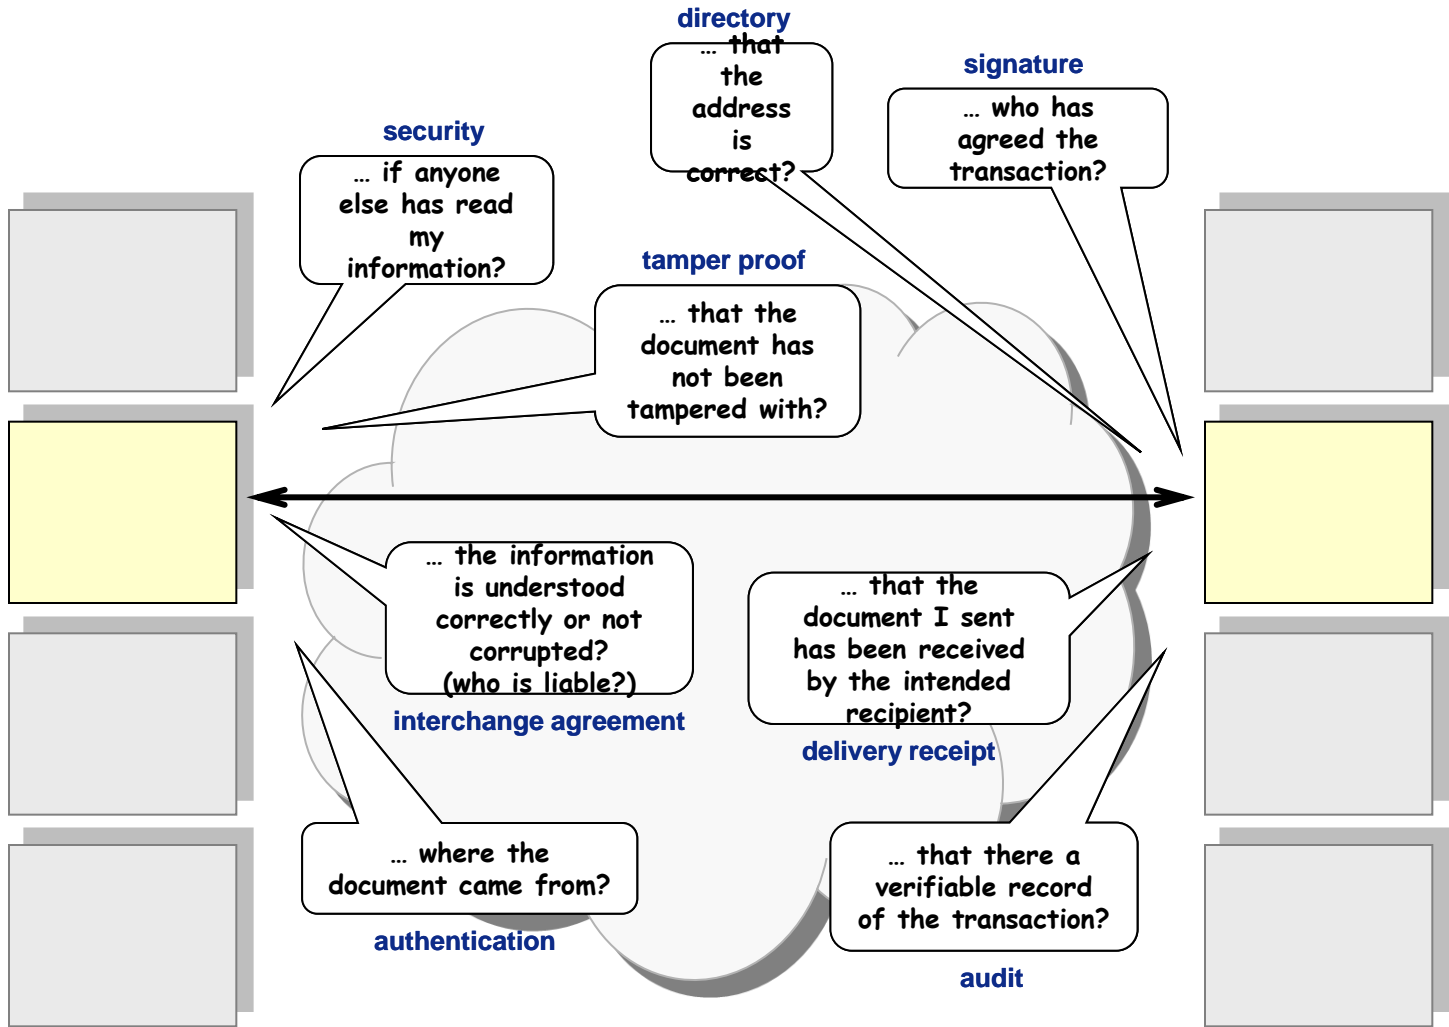 directory
... that
the
address
is
correct?
signature
... who has
agreed the
transaction?
security
... if anyone
else has read
my
information?
tamper proof
... that the
document has
not been
tampered with?
... the information
is understood
correctly or not
corrupted?
(who is liable?)
interchange agreement
... that the
document I sent
has been received
by the intended
recipient?
delivery receipt
... where the
document came from?
authentication
... that there a
verifiable record
of the transaction?
audit